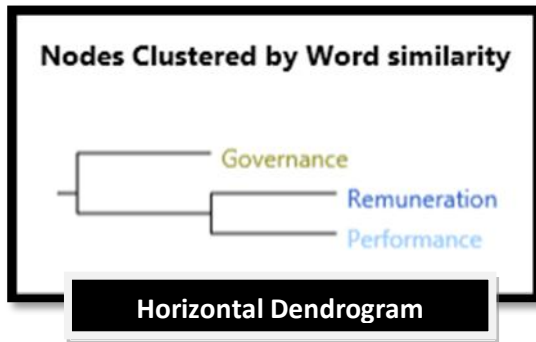 Nodes Clustered by Word similarity
Governance
Remuneration
Performance
Horizontal Dendrogram